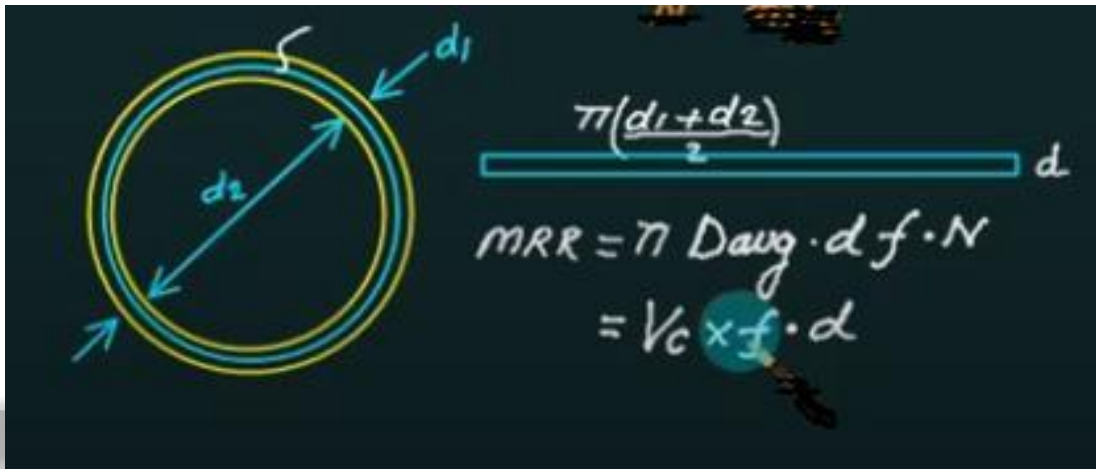 d1
d2
π(d1+d2/2)
d
MRR = π Davg · d f · N
= Vc × f · d